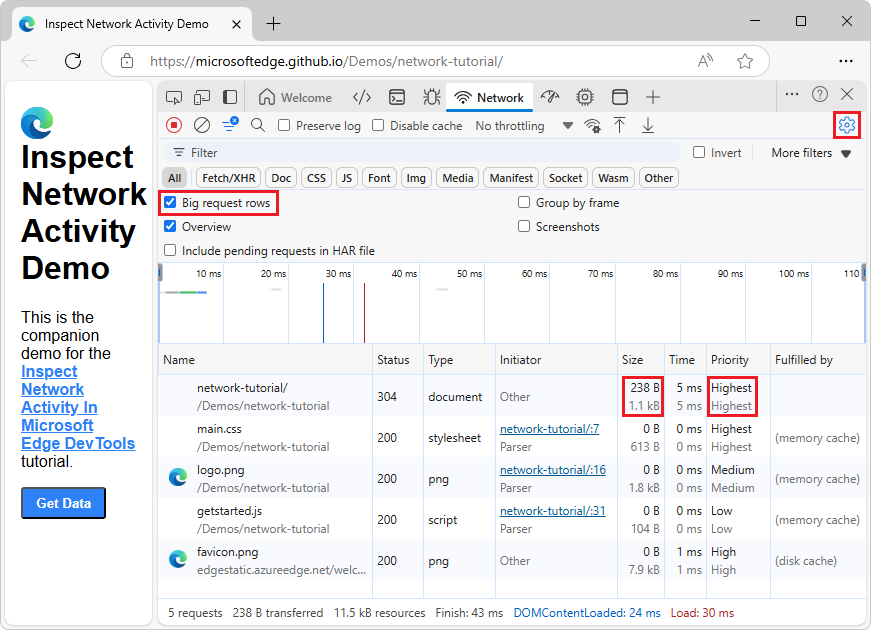 Inspect Network Activity Demo
https://microsoftedge.github.io/Demos/network-tutorial/
Inspect
Network
Activity
Demo
This is the
companion
demo for the
Inspect
Network
Activity In
Microsoft
Edge DevTools
tutorial.
Get Data
Welcome
Network
Preserve log
Disable cache
No throttling
Filter
Invert
More filters
All Fetch/XHR Doc CSS JS Font Img Media Manifest Socket Wasm Other
Big request rows
Group by frame
Overview
Screenshots
Include pending requests in HAR file
10 ms 20 ms 30 ms 40 ms 50 ms 60 ms 70 ms 80 ms 90 ms 100 ms 110
Name Status Type Initiator Size Time Priority Fulfilled by
network-tutorial/ 238 B 5 ms Highest
304 document Other
/Demos/network-tutorial 1.1 kB 5 ms Highest
main.css network-tutorial/:7 0 B 0 ms Highest
200 stylesheet (memory cache)
/Demos/network-tutorial Parser 613 B 0 ms Highest
logo.png network-tutorial/:16 0 B 0 ms Medium
200 png (memory cache)
/Demos/network-tutorial Parser 1.8 kB 0 ms Medium
getstarted.js network-tutorial/:31 0 B 0 ms Low
200 script (memory cache)
/Demos/network-tutorial Parser 104 B 0 ms Low
favicon.png 0 B 1 ms High
200 png Other (disk cache)
edgestatic.azureedge.net/welc... 7.9 kB 1 ms High
5 requests 238 B transferred 11.5 kB resources Finish: 43 ms DOMContentLoaded: 24 ms Load: 30 ms